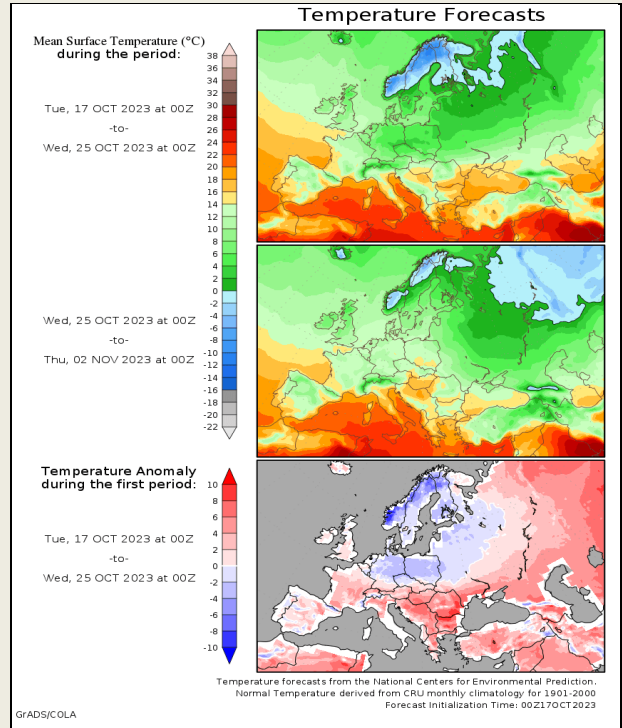 Temperature Forecasts
Mean Surface Temperature (°C)
during the period:
38
36
34
32
30
28
26
24
22
20
18
16
14
12
10
8
6
4
2
0
-2
-4
-6
-8
-10
-12
-14
-16
-18
-20
-22
Tue, 17 OCT 2023 at 00Z
-to-
Wed, 25 OCT 2023 at 00Z
Wed, 25 OCT 2023 at 00Z
-to-
Thu, 02 NOV 2023 at 00Z
Temperature Anomaly
during the first period:
10
8
6
4
2
0
-2
-4
-6
-8
-10
Tue, 17 OCT 2023 at 00Z
-to-
Wed, 25 OCT 2023 at 00Z
Temperature forecasts from the National Centers for Environmental Prediction.
Normal Temperature derived from CRU monthly climatology for 1901-2000
Forecast Initialization Time: 00Z17OCT2023
GrADS/COLA